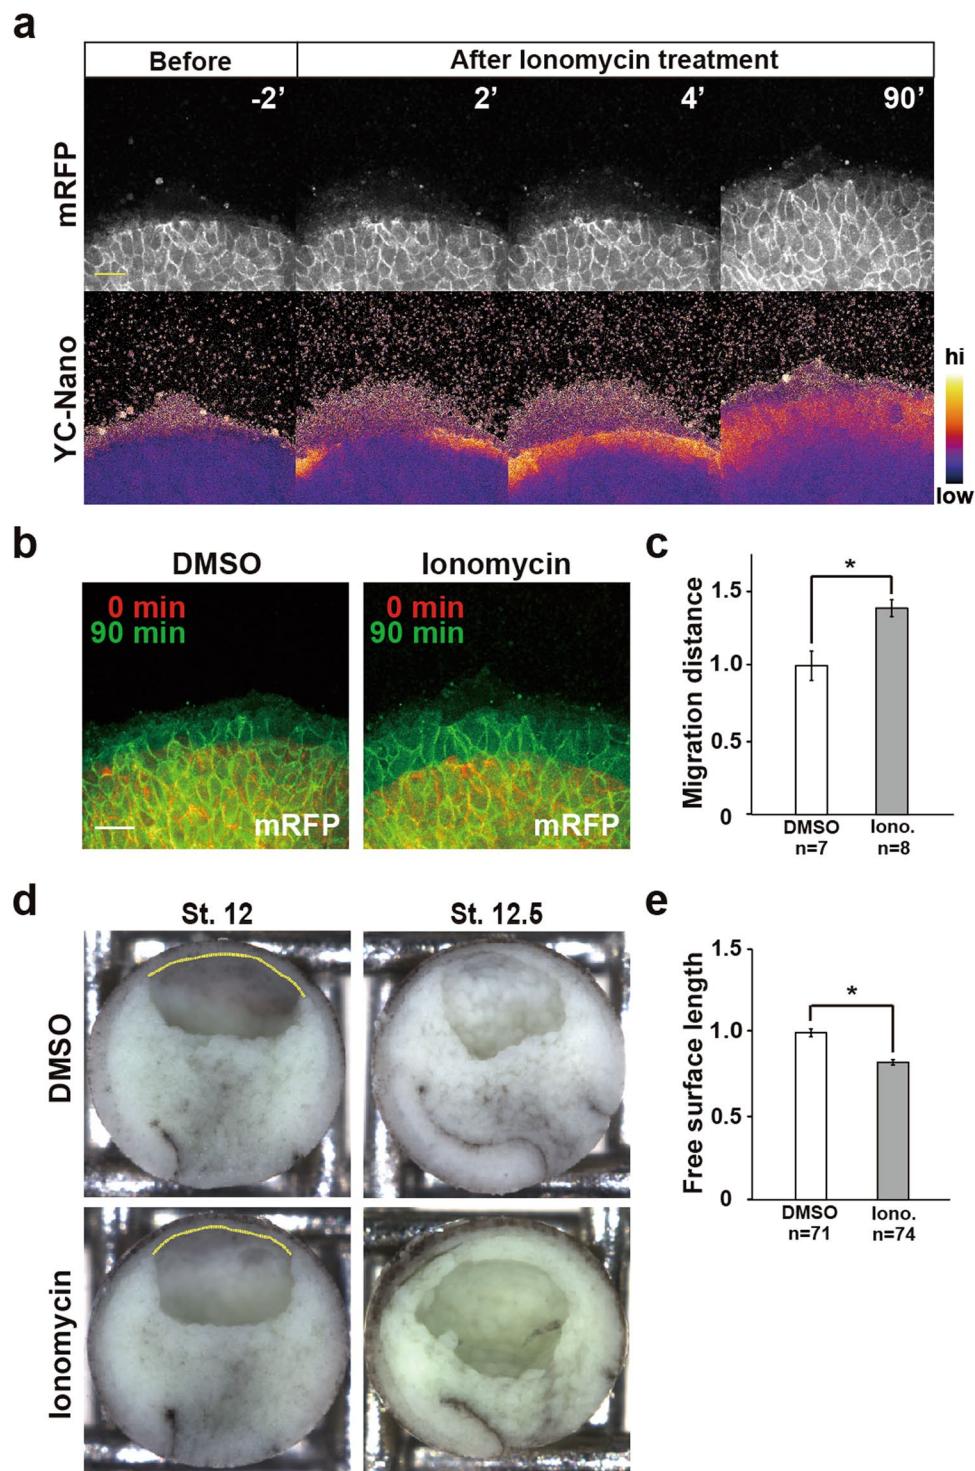 a
Before
After Ionomycin treatment
-2’
2’
4’
90’
mRFP
YC-Nano
hi
low
b
DMSO
Ionomycin
0 min
90 min
0 min
90 min
mRFP
mRFP
c
Migration distance
1.5
1.0
0.5
0
*
DMSO
n=7
Iono.
n=8
d
St. 12
St. 12.5
DMSO
Ionomycin
e
Free surface length
1.5
1.0
0.5
0
*
DMSO
n=71
Iono.
n=74